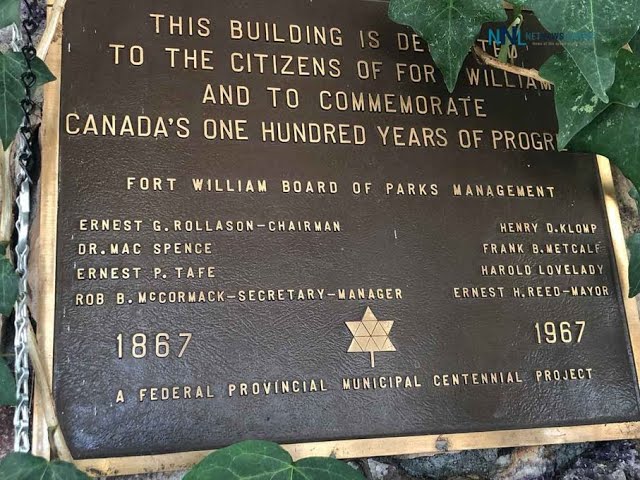 THIS BUILDING IS
TO THE CITIZENS OF FORT WILLIAM
AND TO COMMEMORATE
CANADA'S ONE HUNDRED YEARS OF
FORT WILLIAM BOARD OF PARKS MANAGEMENT
ERNEST G. ROLLASON-CHAIRMAN HENRY D. KLOMP
DR. MAC SPENCE FRANK B. METCALF
ERNEST P. TAFE HAROLD LOVELADY
ROB B. McCORMACK-SECRETARY-MANAGER ERNEST H. REED-MAYOR
1867 1967
A FEDERAL PROVINCIAL MUNICIPAL CENTENNIAL PROJECT